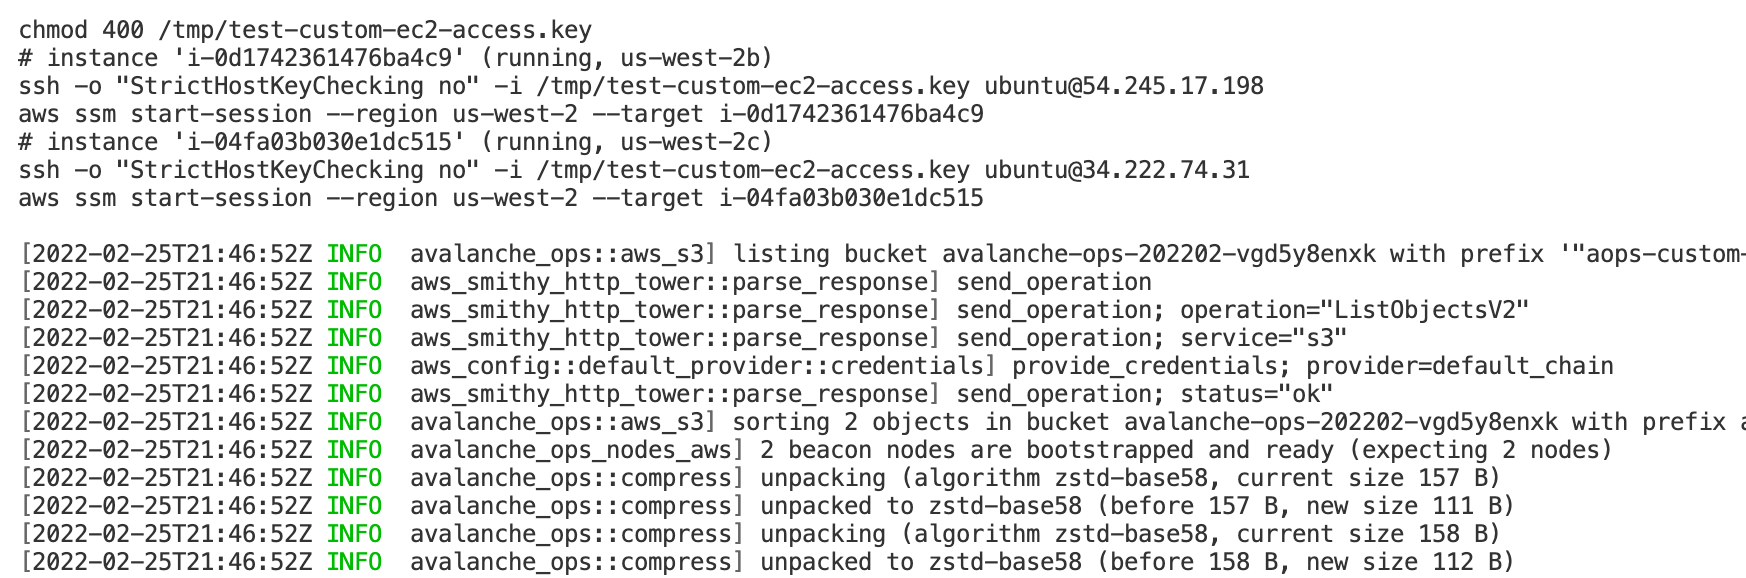 chmod 400 /tmp/test-custom-ec2-access.key
# instance 'i-0d1742361476ba4c9' (running, us-west-2b)
ssh -o "StrictHostKeyChecking no" -i /tmp/test-custom-ec2-access.key ubuntu@54.245.17.198
aws ssm start-session --region us-west-2 --target i-0d1742361476ba4c9
# instance 'i-04fa03b030e1dc515' (running, us-west-2c)
ssh -o "StrictHostKeyChecking no" -i /tmp/test-custom-ec2-access.key ubuntu@34.222.74.31
aws ssm start-session --region us-west-2 --target i-04fa03b030e1dc515

[2022-02-25T21:46:52Z INFO  avalanche_ops::aws_s3] listing bucket avalanche-ops-202202-vgd5y8enxk with prefix '"aops-custom-
[2022-02-25T21:46:52Z INFO  aws_smithy_http_tower::parse_response] send_operation
[2022-02-25T21:46:52Z INFO  aws_smithy_http_tower::parse_response] send_operation; operation="ListObjectsV2"
[2022-02-25T21:46:52Z INFO  aws_smithy_http_tower::parse_response] send_operation; service="s3"
[2022-02-25T21:46:52Z INFO  aws_config::default_provider::credentials] provide_credentials; provider=default_chain
[2022-02-25T21:46:52Z INFO  aws_smithy_http_tower::parse_response] send_operation; status="ok"
[2022-02-25T21:46:52Z INFO  avalanche_ops::aws_s3] sorting 2 objects in bucket avalanche-ops-202202-vgd5y8enxk with prefix
[2022-02-25T21:46:52Z INFO  avalanche_ops_nodes_aws] 2 beacon nodes are bootstrapped and ready (expecting 2 nodes)
[2022-02-25T21:46:52Z INFO  avalanche_ops::compress] unpacking (algorithm zstd-base58, current size 157 B)
[2022-02-25T21:46:52Z INFO  avalanche_ops::compress] unpacked to zstd-base58 (before 157 B, new size 111 B)
[2022-02-25T21:46:52Z INFO  avalanche_ops::compress] unpacking (algorithm zstd-base58, current size 158 B)
[2022-02-25T21:46:52Z INFO  avalanche_ops::compress] unpacked to zstd-base58 (before 158 B, new size 112 B)